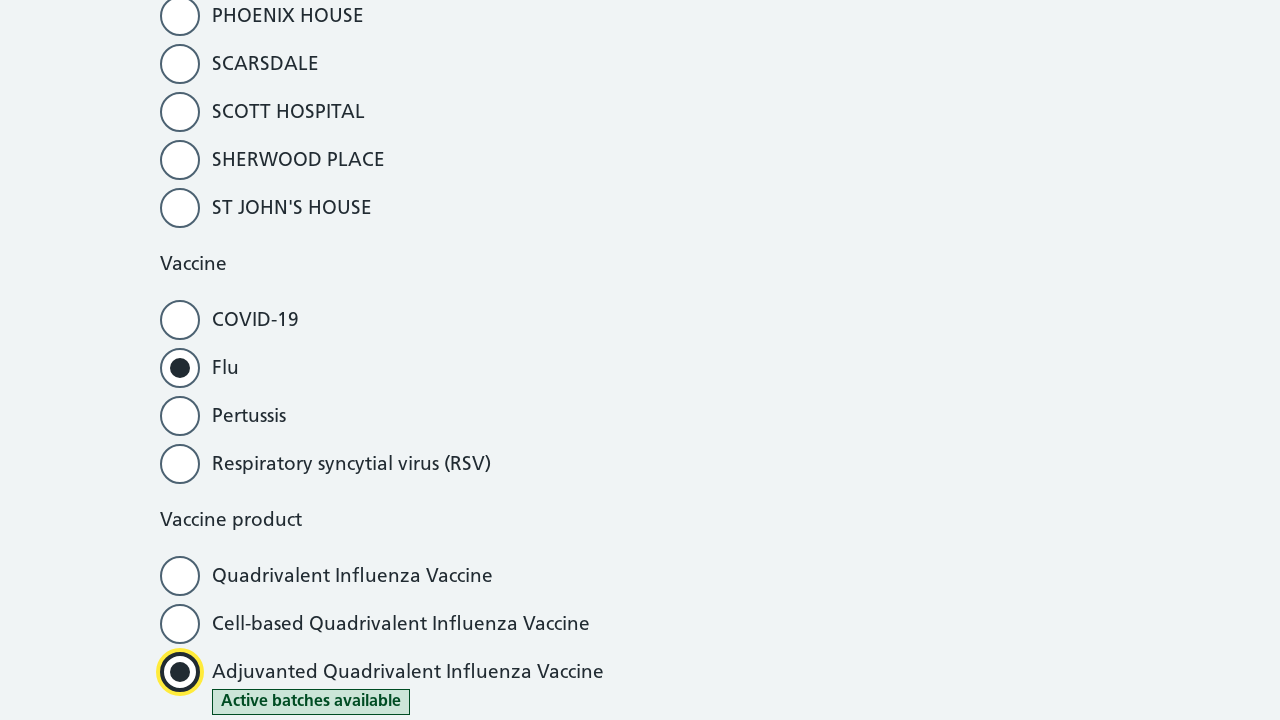 PHOENIX HOUSE
SCARSDALE
SCOTT HOSPITAL
SHERWOOD PLACE
ST JOHN'S HOUSE
Vaccine
COVID-19
Flu
Pertussis
Respiratory syncytial virus (RSV)
Vaccine product
Quadrivalent Influenza Vaccine
Cell-based Quadrivalent Influenza Vaccine
Adjuvanted Quadrivalent Influenza Vaccine
Active batches available